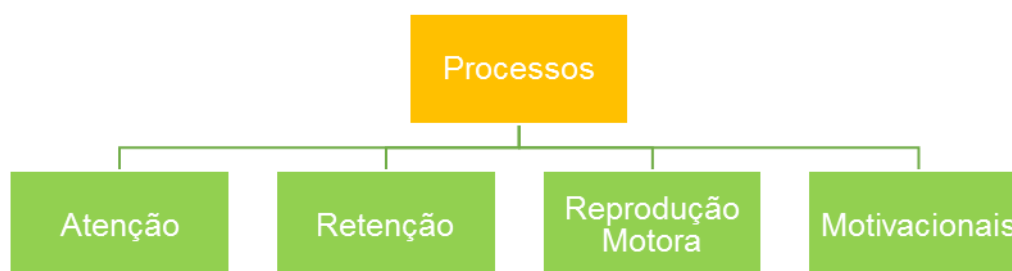 Processos
Atenção
Retenção
Reprodução
Motora
Motivacionais